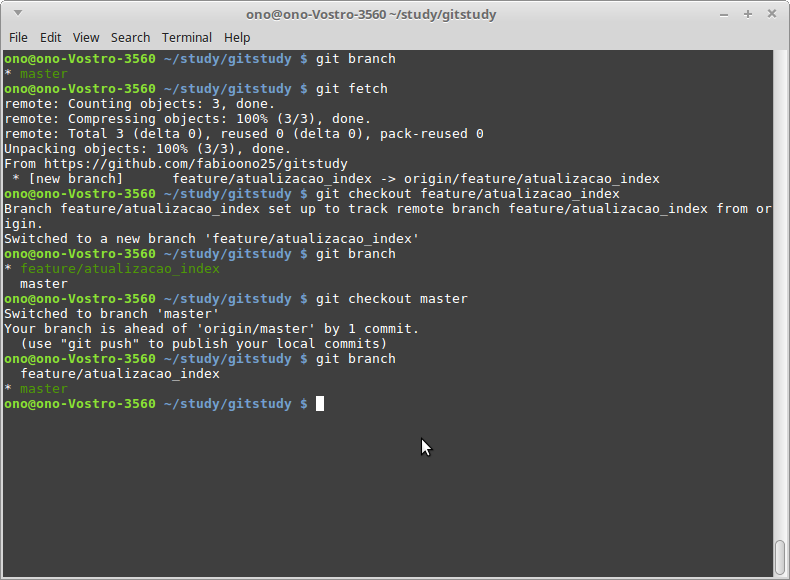 ono@ono-Vostro-3560 ~/study/gitstudy
File Edit View Search Terminal Help
ono@ono-Vostro-3560 ~/study/gitstudy $ git branch
* master
ono@ono-Vostro-3560 ~/study/gitstudy $ git fetch
remote: Counting objects: 3, done.
remote: Compressing objects: 100% (3/3), done.
remote: Total 3 (delta 0), reused 0 (delta 0), pack-reused 0
Unpacking objects: 100% (3/3), done.
From https://github.com/fabioono25/gitstudy
 * [new branch]      feature/atualizacao_index -> origin/feature/atualizacao_index
ono@ono-Vostro-3560 ~/study/gitstudy $ git checkout feature/atualizacao_index
Branch feature/atualizacao_index set up to track remote branch feature/atualizacao_index from or
igin.
Switched to a new branch 'feature/atualizacao_index'
ono@ono-Vostro-3560 ~/study/gitstudy $ git branch
* feature/atualizacao_index
  master
ono@ono-Vostro-3560 ~/study/gitstudy $ git checkout master
Switched to branch 'master'
Your branch is ahead of 'origin/master' by 1 commit.
  (use "git push" to publish your local commits)
ono@ono-Vostro-3560 ~/study/gitstudy $ git branch
  feature/atualizacao_index
* master
ono@ono-Vostro-3560 ~/study/gitstudy $